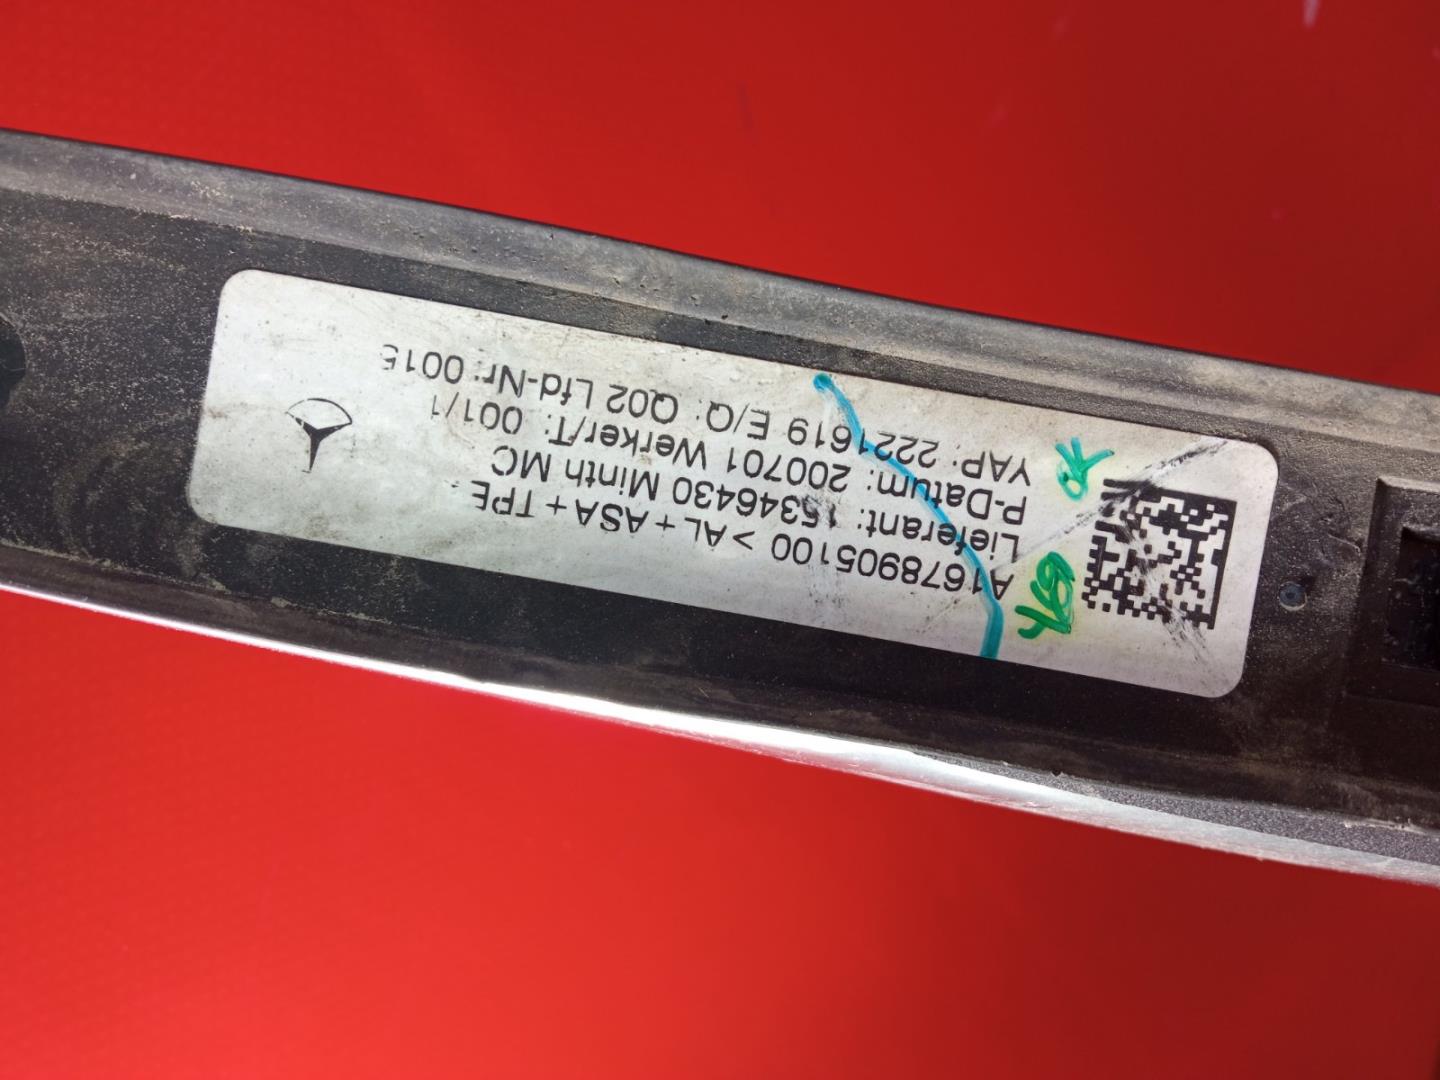 A1678905100 >AL+ASA+TPE
Lieferant: 15346430 Minth MC
P-Datum: 200701 Werker/T: 001/1
YAP: 2221619 E/Q: Q02 Lfd-Nr: 0015
OK